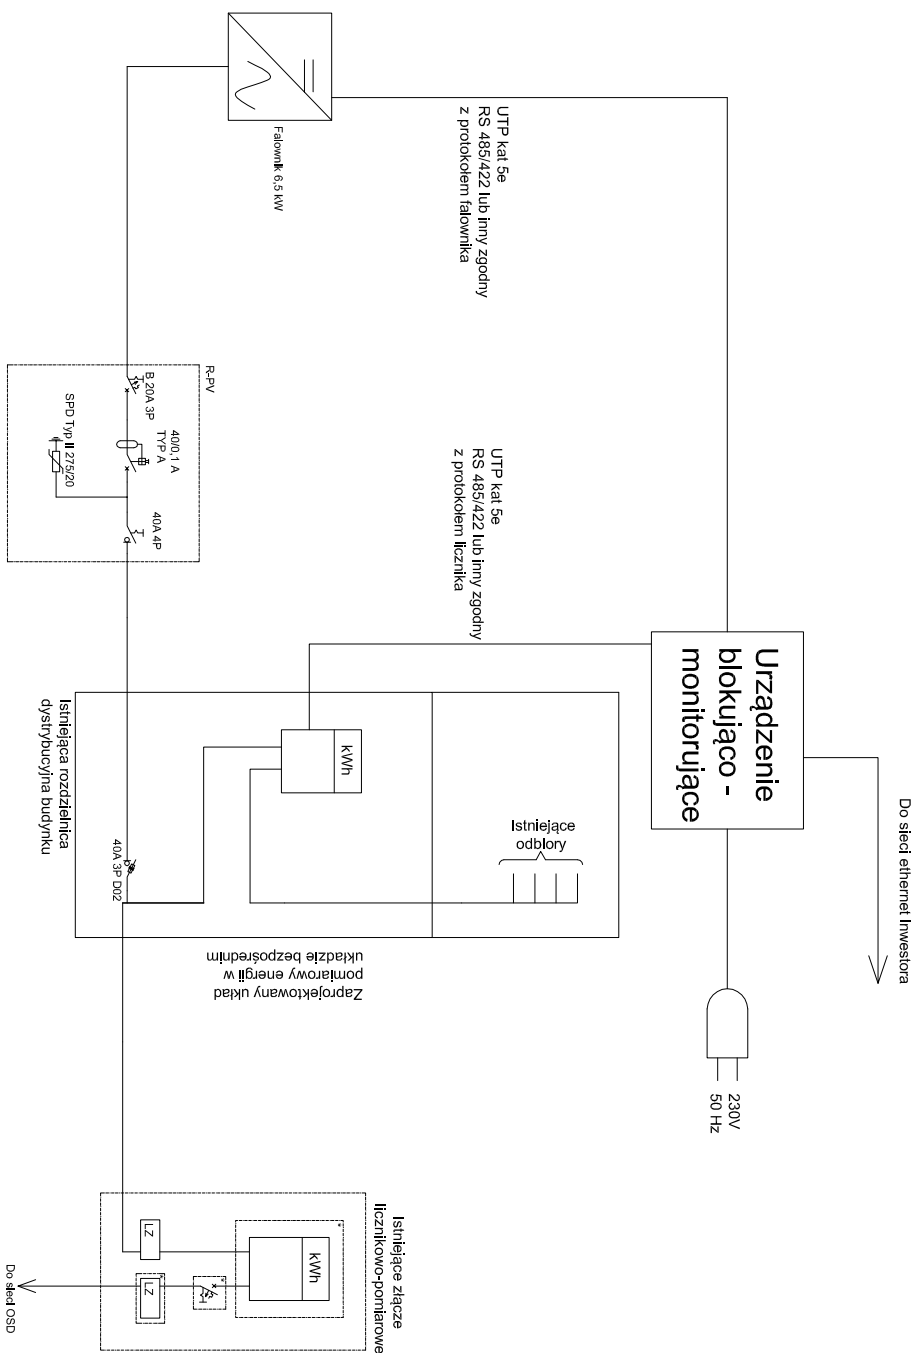 UTP kat 5e
RS 485/422 lub inny zgodny
z protokołem falownika
Falownik 6,5 kW
R-PV
B 20A 3P
40/0,1 A
TYP A
SPD Typ II 275/20
40A 4P
UTP kat 5e
RS 485/422 lub inny zgodny
z protokołem licznika
Urządzenie
blokująco -
monitorujące
Do sieci ethernet Inwestora
230V
50 Hz
Istniejąca rozdzielnica
dystrybucyjna budynku
kWh
Istniejące
odbiory
40A 3P D02
Zaprojektowany układ
pomiarowy energii w
układzie bezpośrednim
Istniejące złącze
licznikowo-pomiarowe
kWh
*
LZ
*
LZ
*
Do sieci OSD